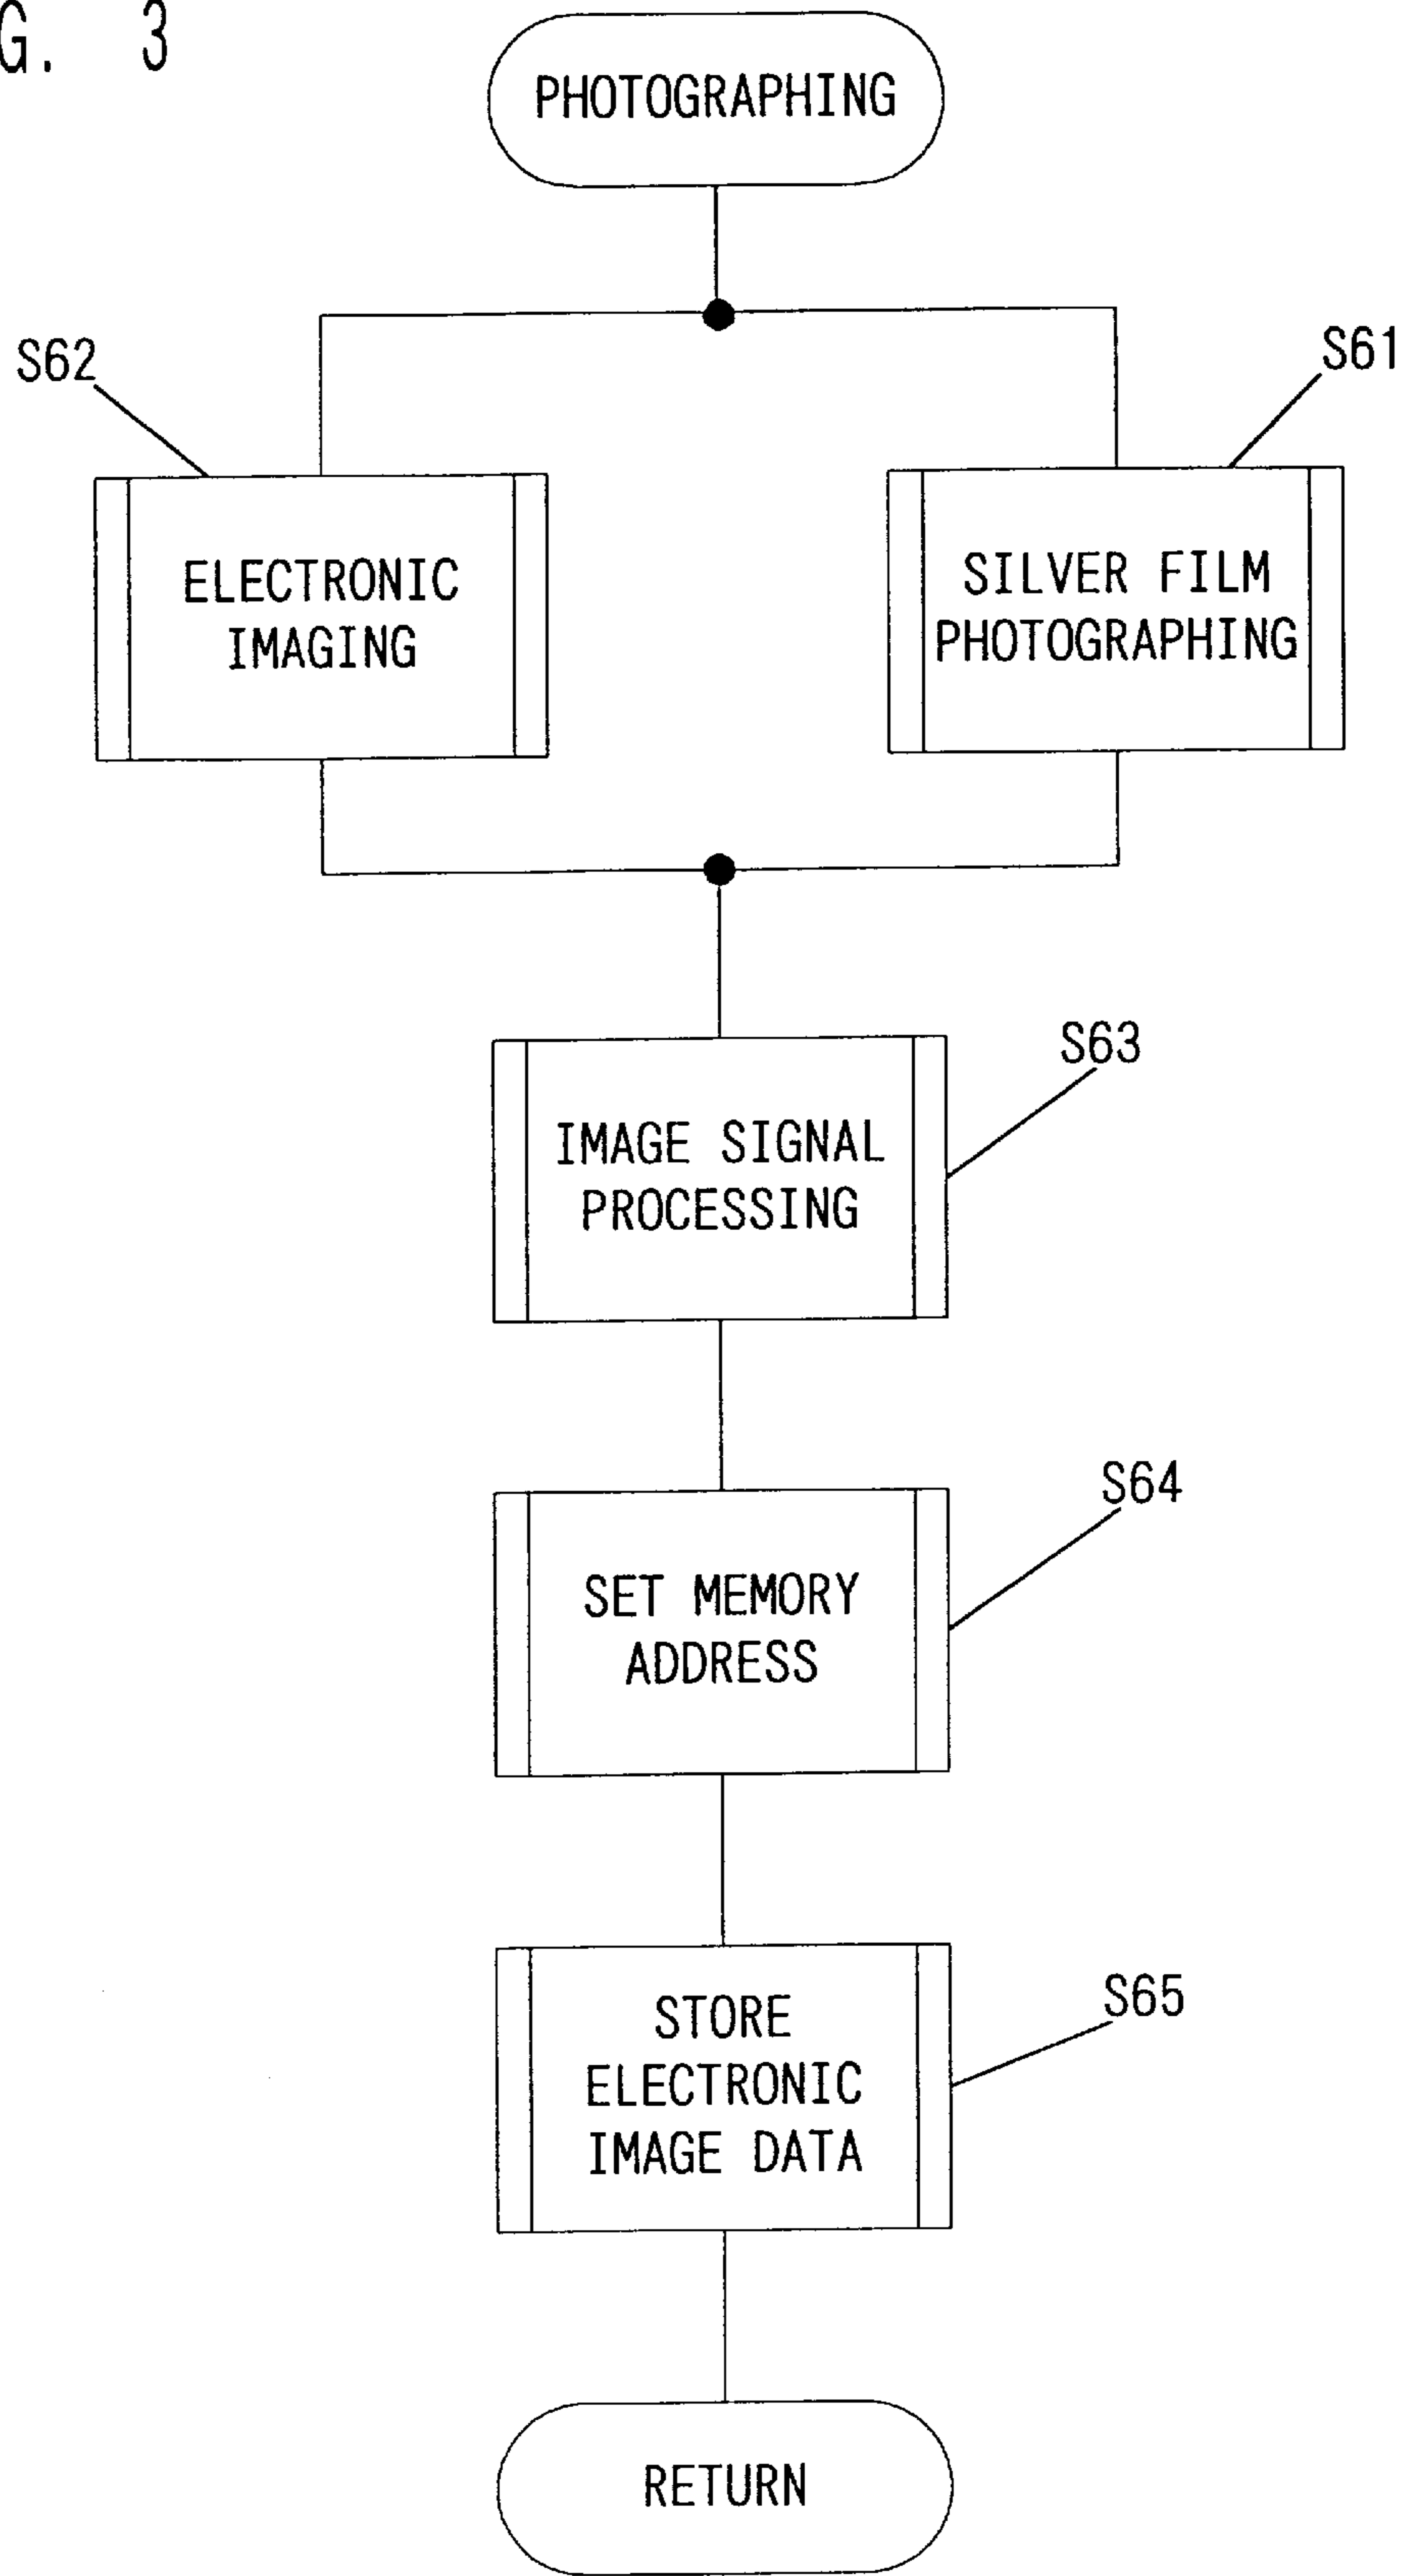 G. 3
PHOTOGRAPHING
S62
S61
ELECTRONIC
IMAGING
SILVER FILM
PHOTOGRAPHING
S63
IMAGE SIGNAL
PROCESSING
S64
SET MEMORY
ADDRESS
S65
STORE
ELECTRONIC
IMAGE DATA
RETURN